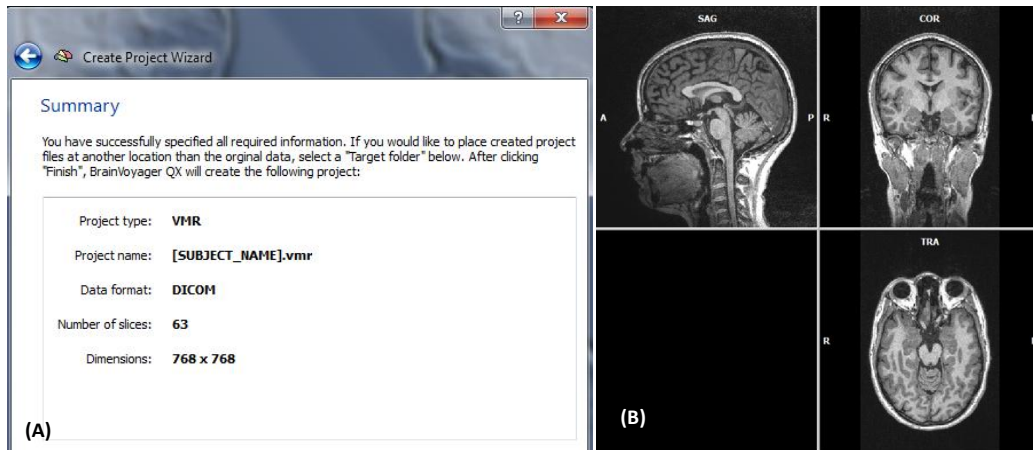 ?
X
Create Project Wizard
Summary
You have successfully specified all required information. If you would like to place created project
files at another location than the orginal data, select a "Target folder" below. After clicking
"Finish", BrainVoyager QX will create the following project:
Project type: VMR
Project name: [SUBJECT_NAME].vmr
Data format: DICOM
Number of slices: 63
Dimensions: 768 x 768
(A)
SAG
A
P
COR
R
TRA
R
(B)